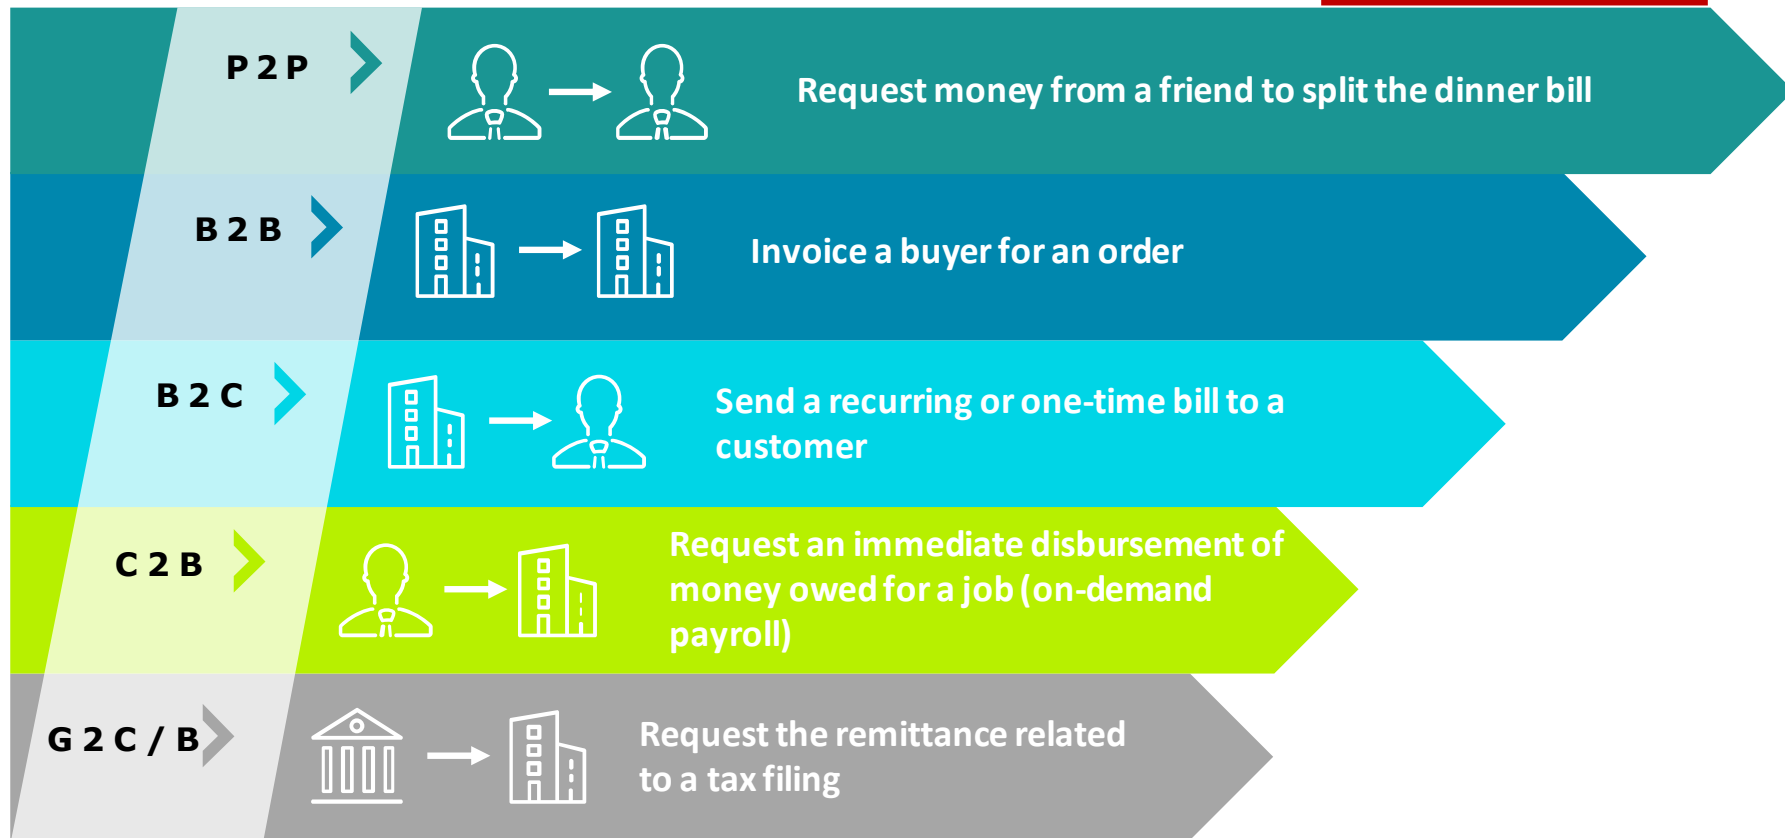 P2P
Request money from a friend to split the dinner bill
B2B
Invoice a buyer for an order
B2C
Send a recurring or one-time bill to a
customer
C2B
Request an immediate disbursement of
money owed for a job (on-demand
payroll)
G2C/B
Request the remittance related
to a tax filing